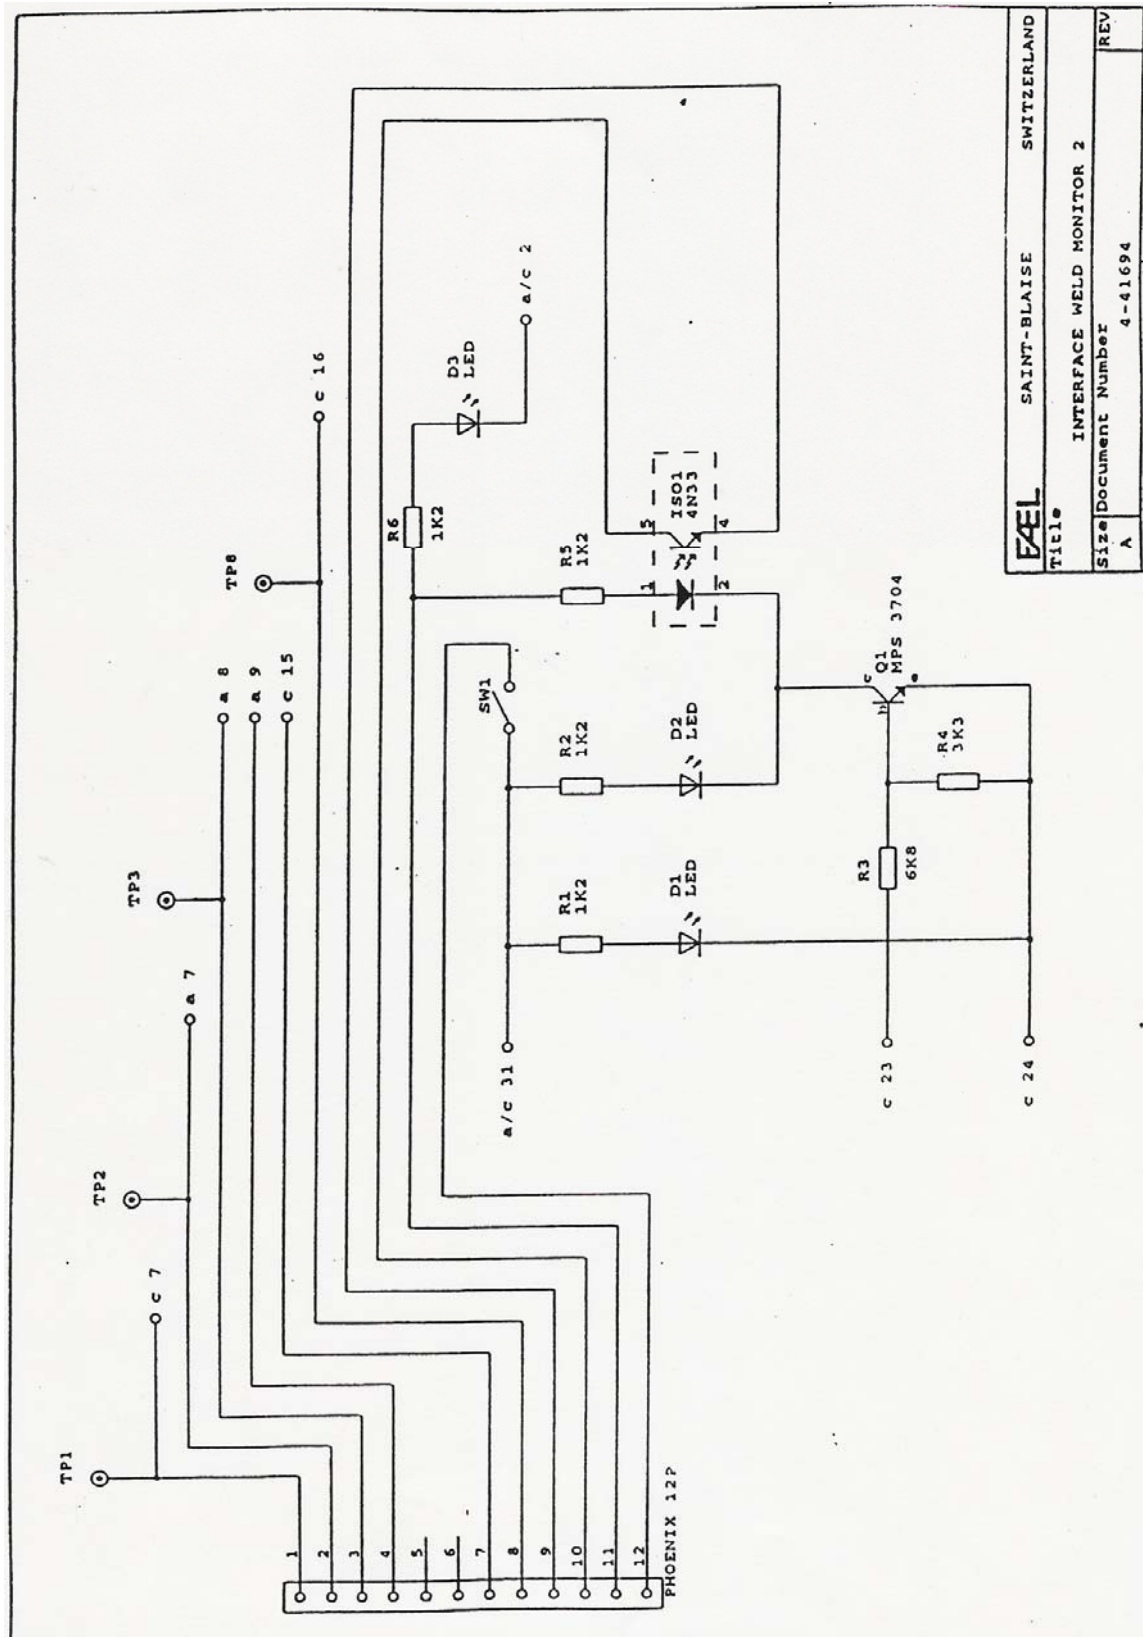 TP1
c 7
TP2
a 7
TP3
a 8
a 9
c 15
TP8
c 16
R6
1K2
D3
LED
a/c 2
SW1
R5
1K2
1
5
ISO1
4N33
2
4
R1
1K2
R2
1K2
D1
LED
D2
LED
a/c 31
c
Q1
MPS 3704
e
R3
6K8
R4
3K3
c 23
c 24
1
2
3
4
5
6
7
8
9
10
11
12
PHOENIX 12P
EAEL SAINT-BLAISE SWITZERLAND
Title
INTERFACE WELD MONITOR 2
Size Document Number REV
A 4-41694